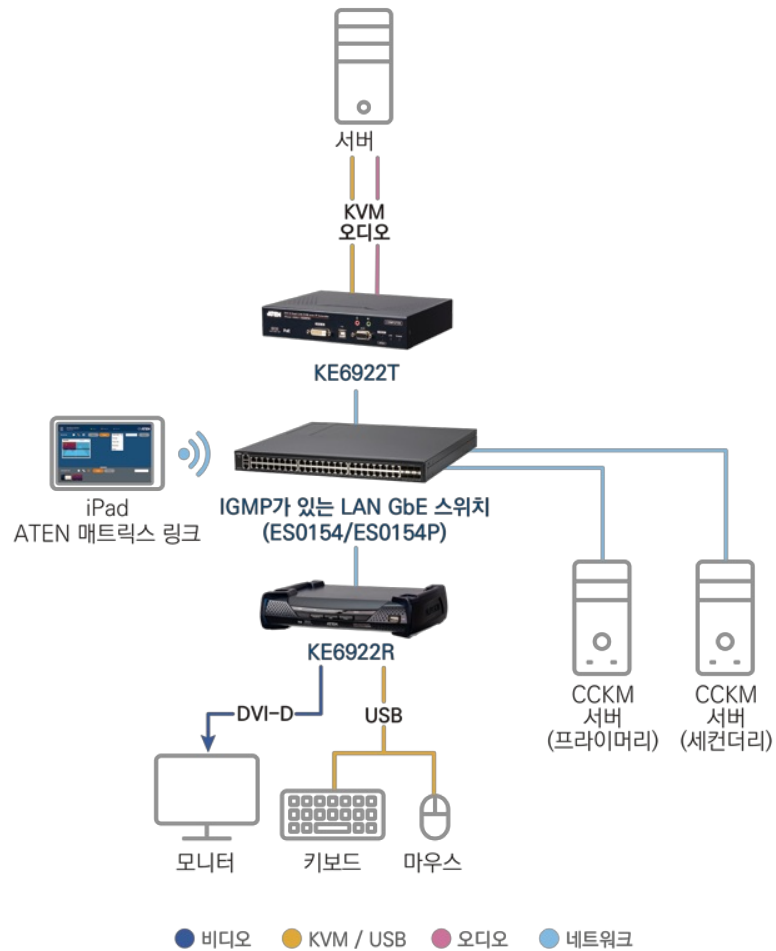 서버
KVM
오디오
ATEN
KE6922T
iPad
ATEN 매트릭스 링크
IGMP가 있는 LAN GbE 스위치
(ES0154/ES0154P)
KE6922R
DVI-D
USB
CCKM
서버
(프라이머리)
CCKM
서버
(세컨더리)
모니터
키보드
마우스
비디오
KVM / USB
오디오
네트워크